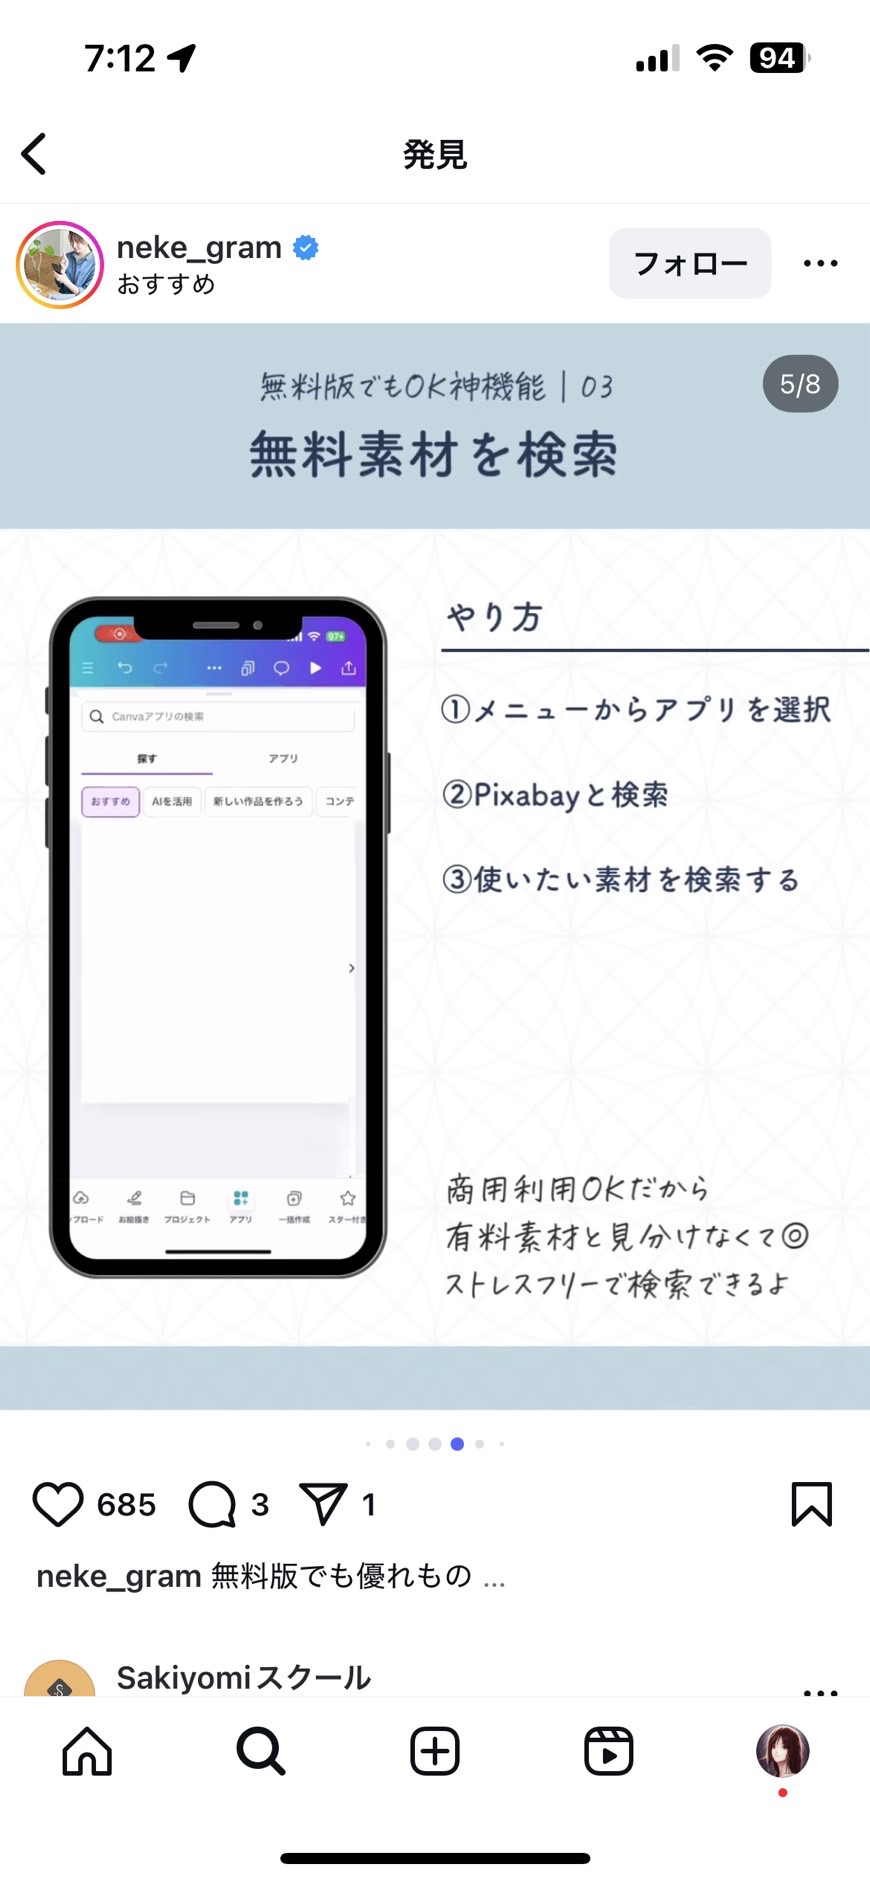 7:12
94
発見
neke_gram
おすすめ
フォロー
無料版でもOK神機能 | 03
5/8
無料素材を検索
97
Canvaアプリの検索
探す
アプリ
おすすめ
AIを活用
新しい作品を作ろう
コンテ
プロード
お絵描き
プロジェクト
アプリ
一括作成
スター付き
やり方
①メニューからアプリを選択
②Pixabayと検索
③使いたい素材を検索する
商用利用OKだから
有料素材と見分けなくて◎
ストレスフリーで検索できるよ
685
3
1
neke_gram 無料版でも優れもの ...
Sakiyomiスクール